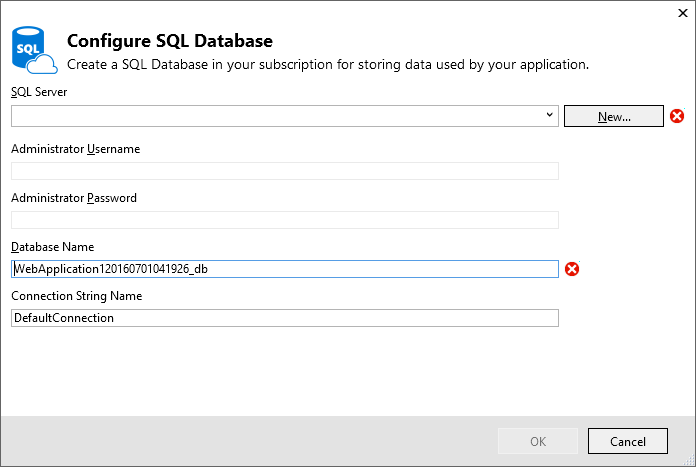 SQL
Configure SQL Database
Create a SQL Database in your subscription for storing data used by your application.
SQL Server
New...
Administrator Username
Administrator Password
Database Name
WebApplication120160701041926_db
Connection String Name
DefaultConnection
OK
Cancel